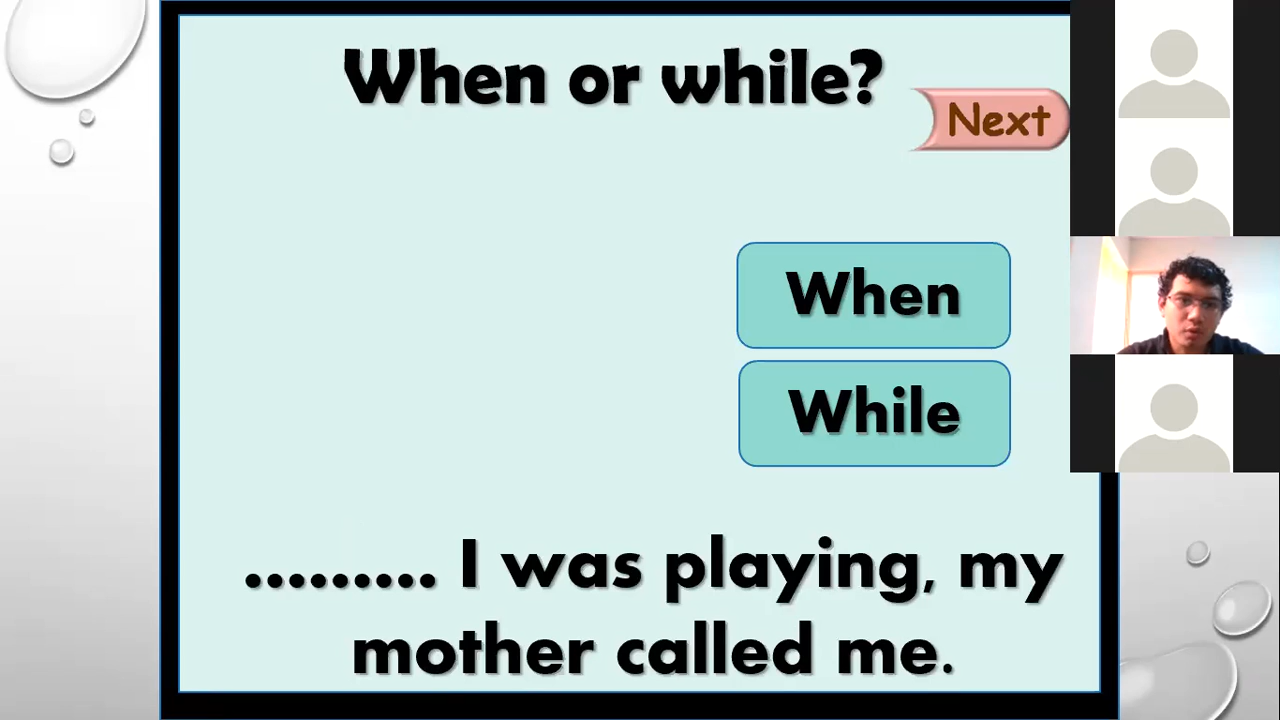 When or while?
Next
When
While
......... I was playing, my
mother called me.